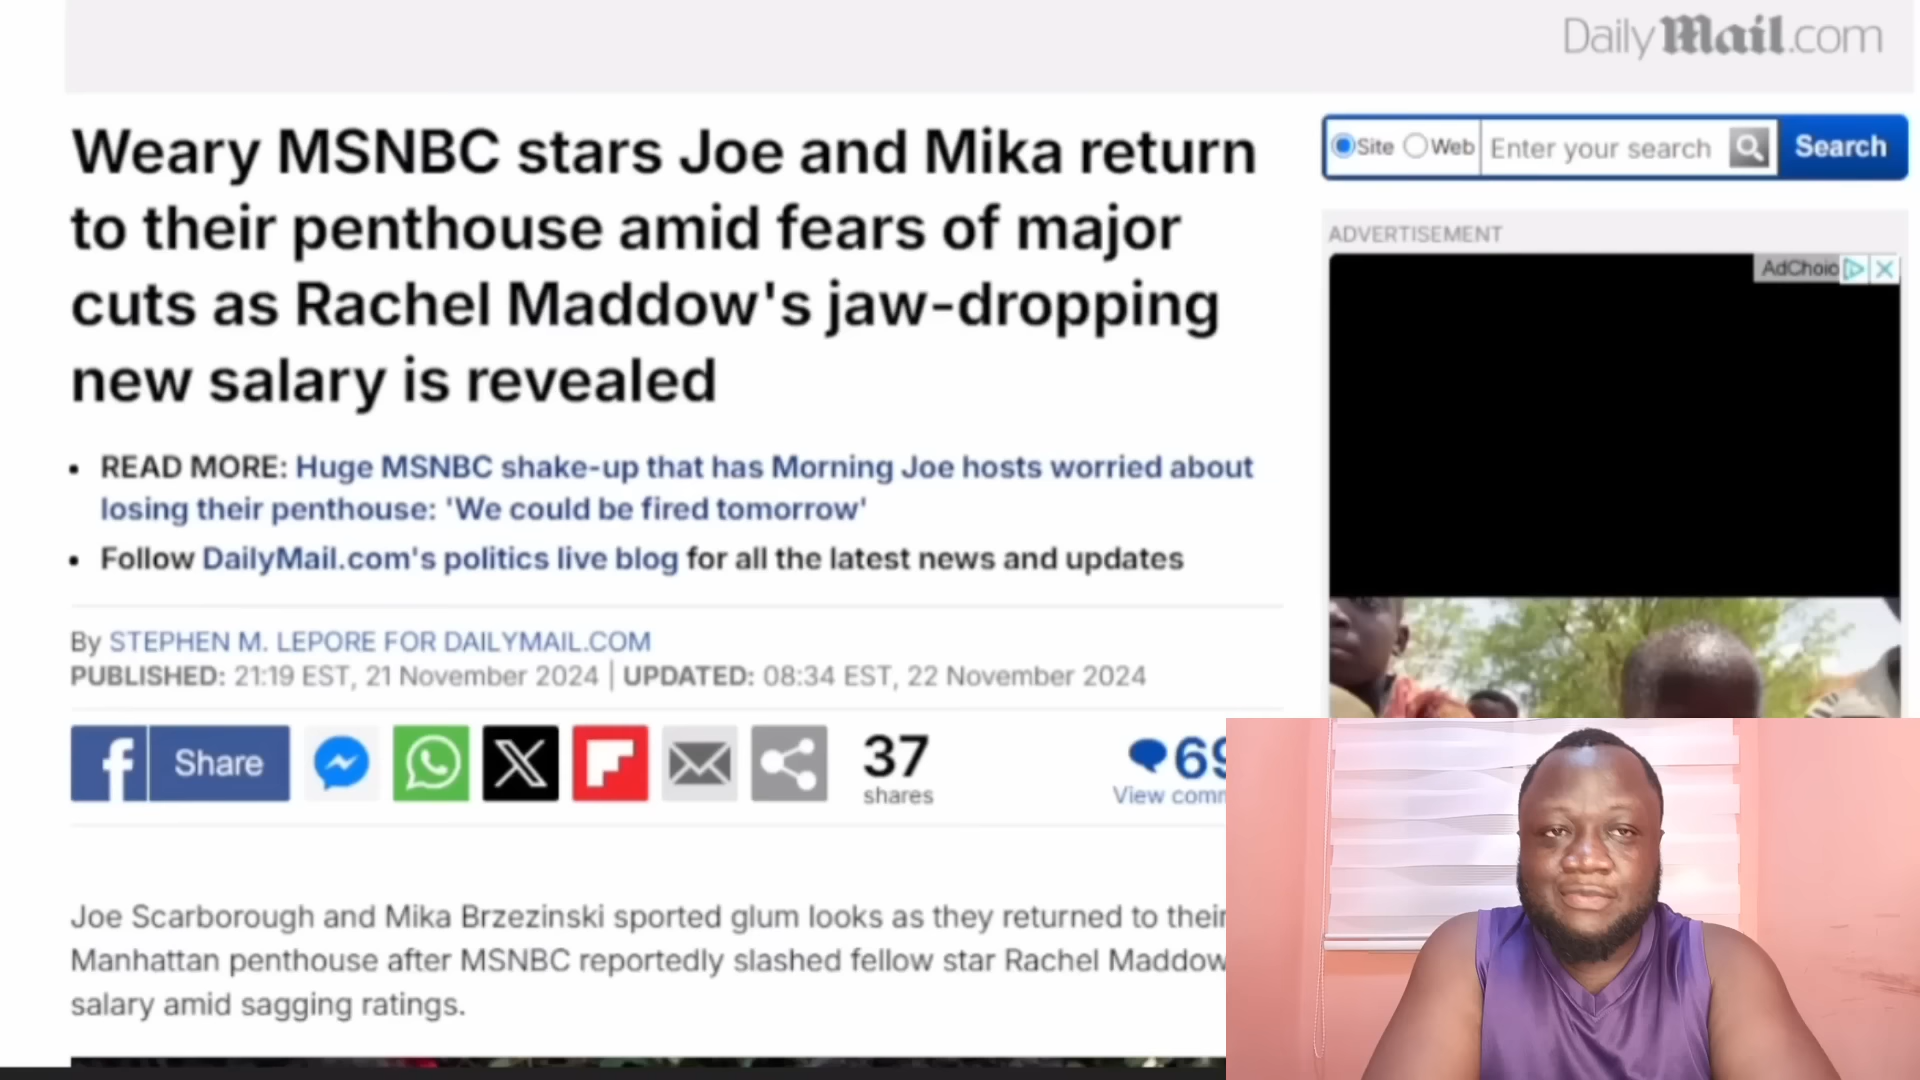 DailyMail.com
Weary MSNBC stars Joe and Mika return
to their penthouse amid fears of major
cuts as Rachel Maddow's jaw-dropping
new salary is revealed
Site Web Enter your search Search
ADVERTISEMENT
AdChoic
• READ MORE: Huge MSNBC shake-up that has Morning Joe hosts worried about
losing their penthouse: 'We could be fired tomorrow'
• Follow DailyMail.com's politics live blog for all the latest news and updates
By STEPHEN M. LEPORE FOR DAILYMAIL.COM
PUBLISHED: 21:19 EST, 21 November 2024 | UPDATED: 08:34 EST, 22 November 2024
f Share
37
shares
69
View comm
Joe Scarborough and Mika Brzezinski sported glum looks as they returned to their
Manhattan penthouse after MSNBC reportedly slashed fellow star Rachel Maddow
salary amid sagging ratings.